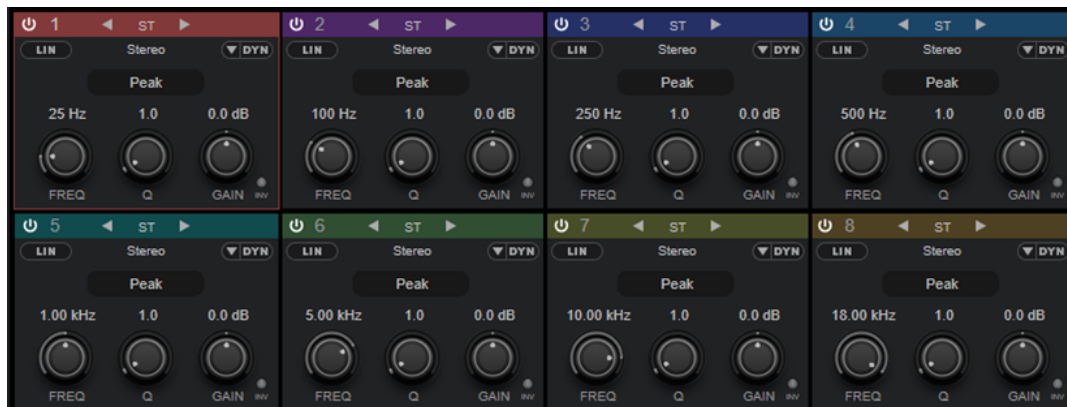 1 ST 2 ST 3 ST 4 ST
LIN Stereo DYN LIN Stereo DYN LIN Stereo DYN LIN Stereo DYN
Peak Peak Peak Peak
25 Hz 1.0 0.0 dB 100 Hz 1.0 0.0 dB 250 Hz 1.0 0.0 dB 500 Hz 1.0 0.0 dB
FREQ Q GAIN INV FREQ Q GAIN INV FREQ Q GAIN INV FREQ Q GAIN INV
5 ST 6 ST 7 ST 8 ST
LIN Stereo DYN LIN Stereo DYN LIN Stereo DYN LIN Stereo DYN
Peak Peak Peak Peak
1.00 kHz 1.0 0.0 dB 5.00 kHz 1.0 0.0 dB 10.00 kHz 1.0 0.0 dB 18.00 kHz 1.0 0.0 dB
FREQ Q GAIN INV FREQ Q GAIN INV FREQ Q GAIN INV FREQ Q GAIN INV